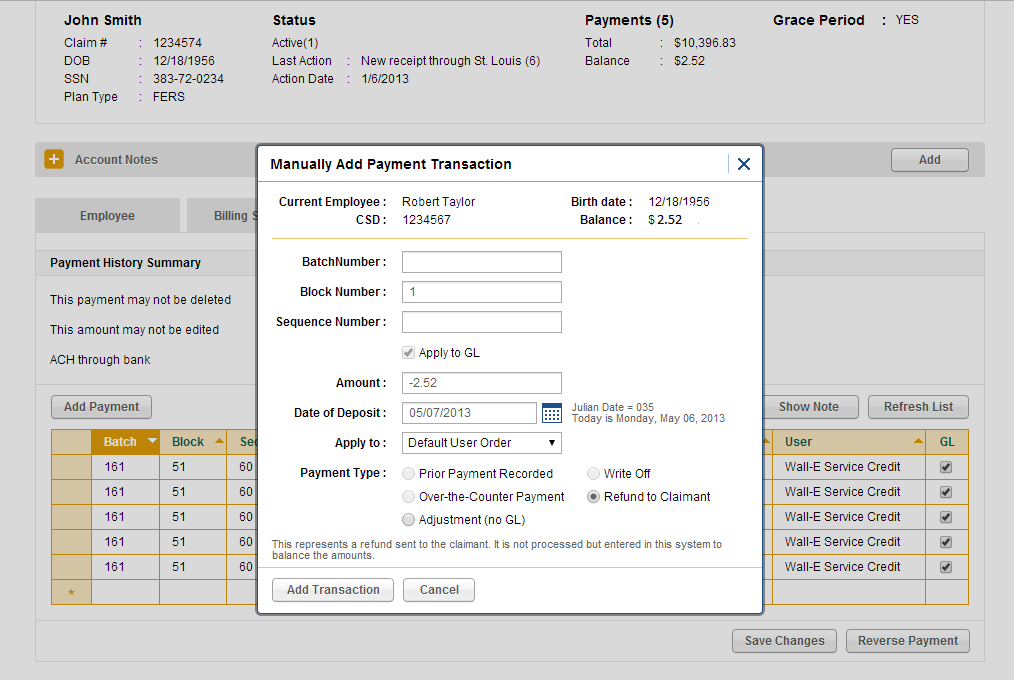 John Smith
Claim # : 1234574
DOB : 12/18/1956
SSN : 383-72-0234
Plan Type : FERS
Status
Active(1)
Last Action : New receipt through St. Louis (6)
Action Date : 1/6/2013
Payments (5)
Total : $10,396.83
Balance : $2.52
Grace Period : YES
Account Notes
Add
Employee
Billing
Payment History Summary
This payment may not be deleted
This amount may not be edited
ACH through bank
Add Payment
Show Note
Refresh List
Batch Block User GL
161 51 60 Wall-E Service Credit
161 51 60 Wall-E Service Credit
161 51 60 Wall-E Service Credit
161 51 60 Wall-E Service Credit
161 51 60 Wall-E Service Credit
*
Save Changes
Reverse Payment
Manually Add Payment Transaction
Current Employee : Robert Taylor
CSD : 1234567
Birth date : 12/18/1956
Balance : $ 2.52
BatchNumber :
Block Number : 1
Sequence Number :
Apply to GL
Amount : -2.52
Date of Deposit : 05/07/2013
Julian Date = 035
Today is Monday, May 06, 2013
Apply to : Default User Order
Payment Type : Prior Payment Recorded Write Off
Over-the-Counter Payment Refund to Claimant
Adjustment (no GL)
This represents a refund sent to the claimant. It is not processed but entered in this system to
balance the amounts.
Add Transaction
Cancel